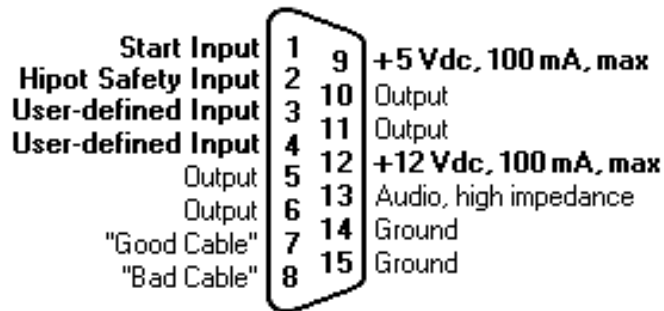 Start Input 1
Hipot Safety Input 2
User-defined Input 3
User-defined Input 4
Output 5
Output 6
"Good Cable" 7
"Bad Cable" 8
9 +5 Vdc, 100 mA, max
10 Output
11 Output
12 +12 Vdc, 100 mA, max
13 Audio, high impedance
14 Ground
15 Ground